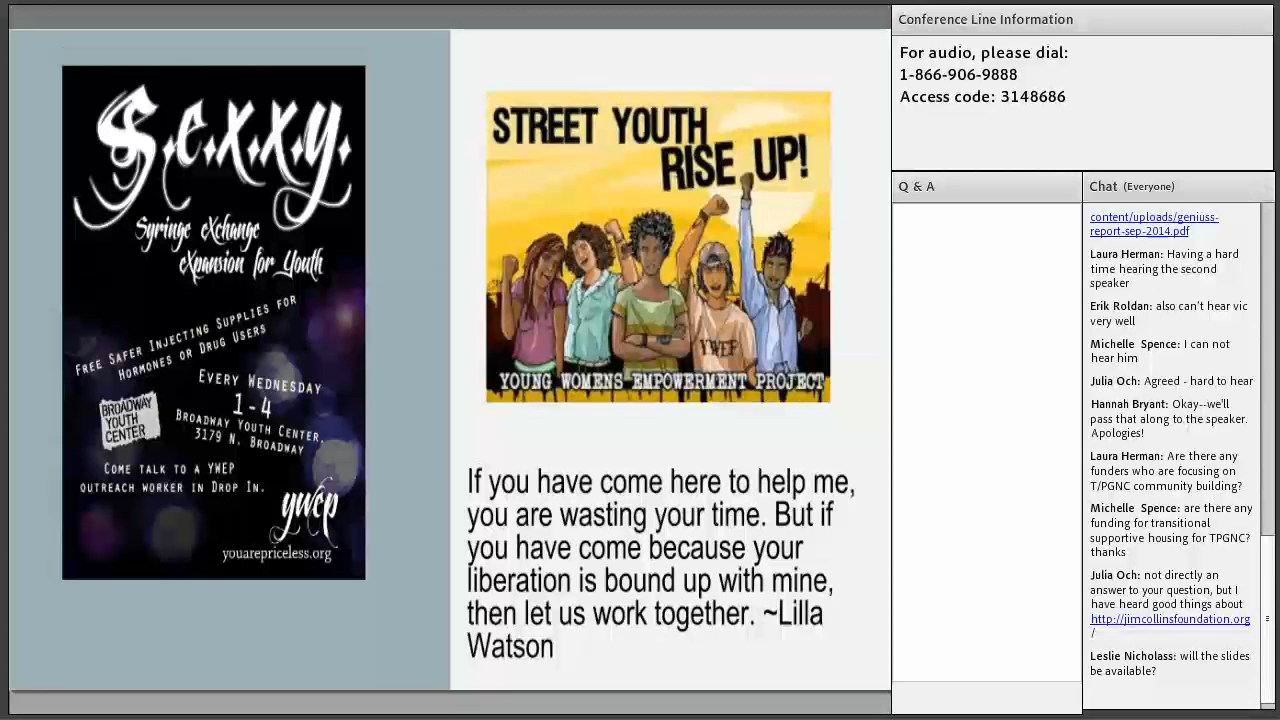 S.e.x.x.y.
Syringe eXchange
eXpansion for Youth
FREE SAFER INJECTING SUPPLIES FOR
HORMONES OR DRUG USERS
EVERY WEDNESDAY
1-4
BROADWAY YOUTH CENTER,
3179 N. BROADWAY
BROADWAY
YOUTH
CENTER
COME TALK TO A YWEP
OUTREACH WORKER IN DROP IN.
ywep
youarepriceless.org
STREET YOUTH
RISE UP!
YWEP
YOUNG WOMENS EMPOWERMENT PROJECT
If you have come here to help me,
you are wasting your time. But if
you have come because your
liberation is bound up with mine,
then let us work together. ~Lilla
Watson
Conference Line Information
For audio, please dial:
1-866-906-9888
Access code: 3148686
Q & A
Chat (Everyone)
content/uploads/geniuss-
report-sep-2014.pdf
Laura Herman: Having a hard
time hearing the second
speaker
Erik Roldan: also can't hear vic
very well
Michelle Spence: I can not
hear him
Julia Och: Agreed - hard to hear
Hannah Bryant: Okay--we'll
pass that along to the speaker.
Apologies!
Laura Herman: Are there any
funders who are focusing on
T/PGNC community building?
Michelle Spence: are there any
funding for transitional
supportive housing for TPGNC?
thanks
Julia Och: not directly an
answer to your question, but I
have heard good things about
http://jimcollinsfoundation.org
/
Leslie Nicholass: will the slides
be available?